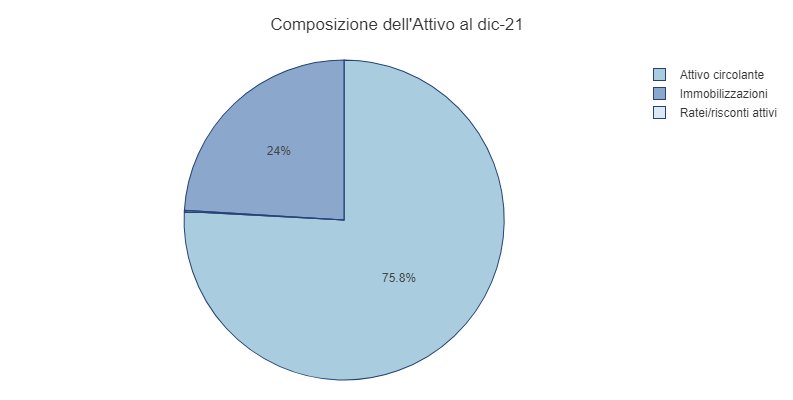 Composizione dell'Attivo al dic-21
Attivo circolante
Immobilizzazioni
Ratei/risconti attivi
24%
75.8%